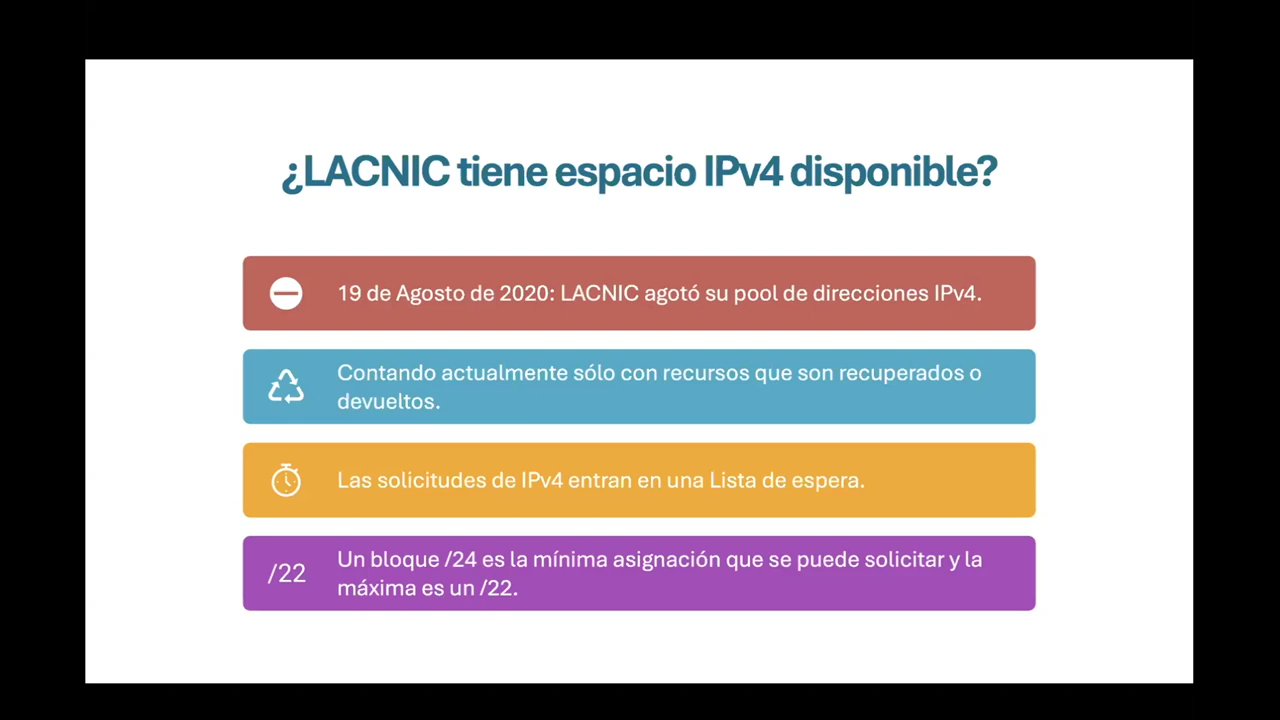 ¿LACNIC tiene espacio IPv4 disponible?
19 de Agosto de 2020: LACNIC agotó su pool de direcciones IPv4.
Contando actualmente sólo con recursos que son recuperados o
devueltos.
Las solicitudes de IPv4 entran en una Lista de espera.
/22
Un bloque /24 es la mínima asignación que se puede solicitar y la
máxima es un /22.